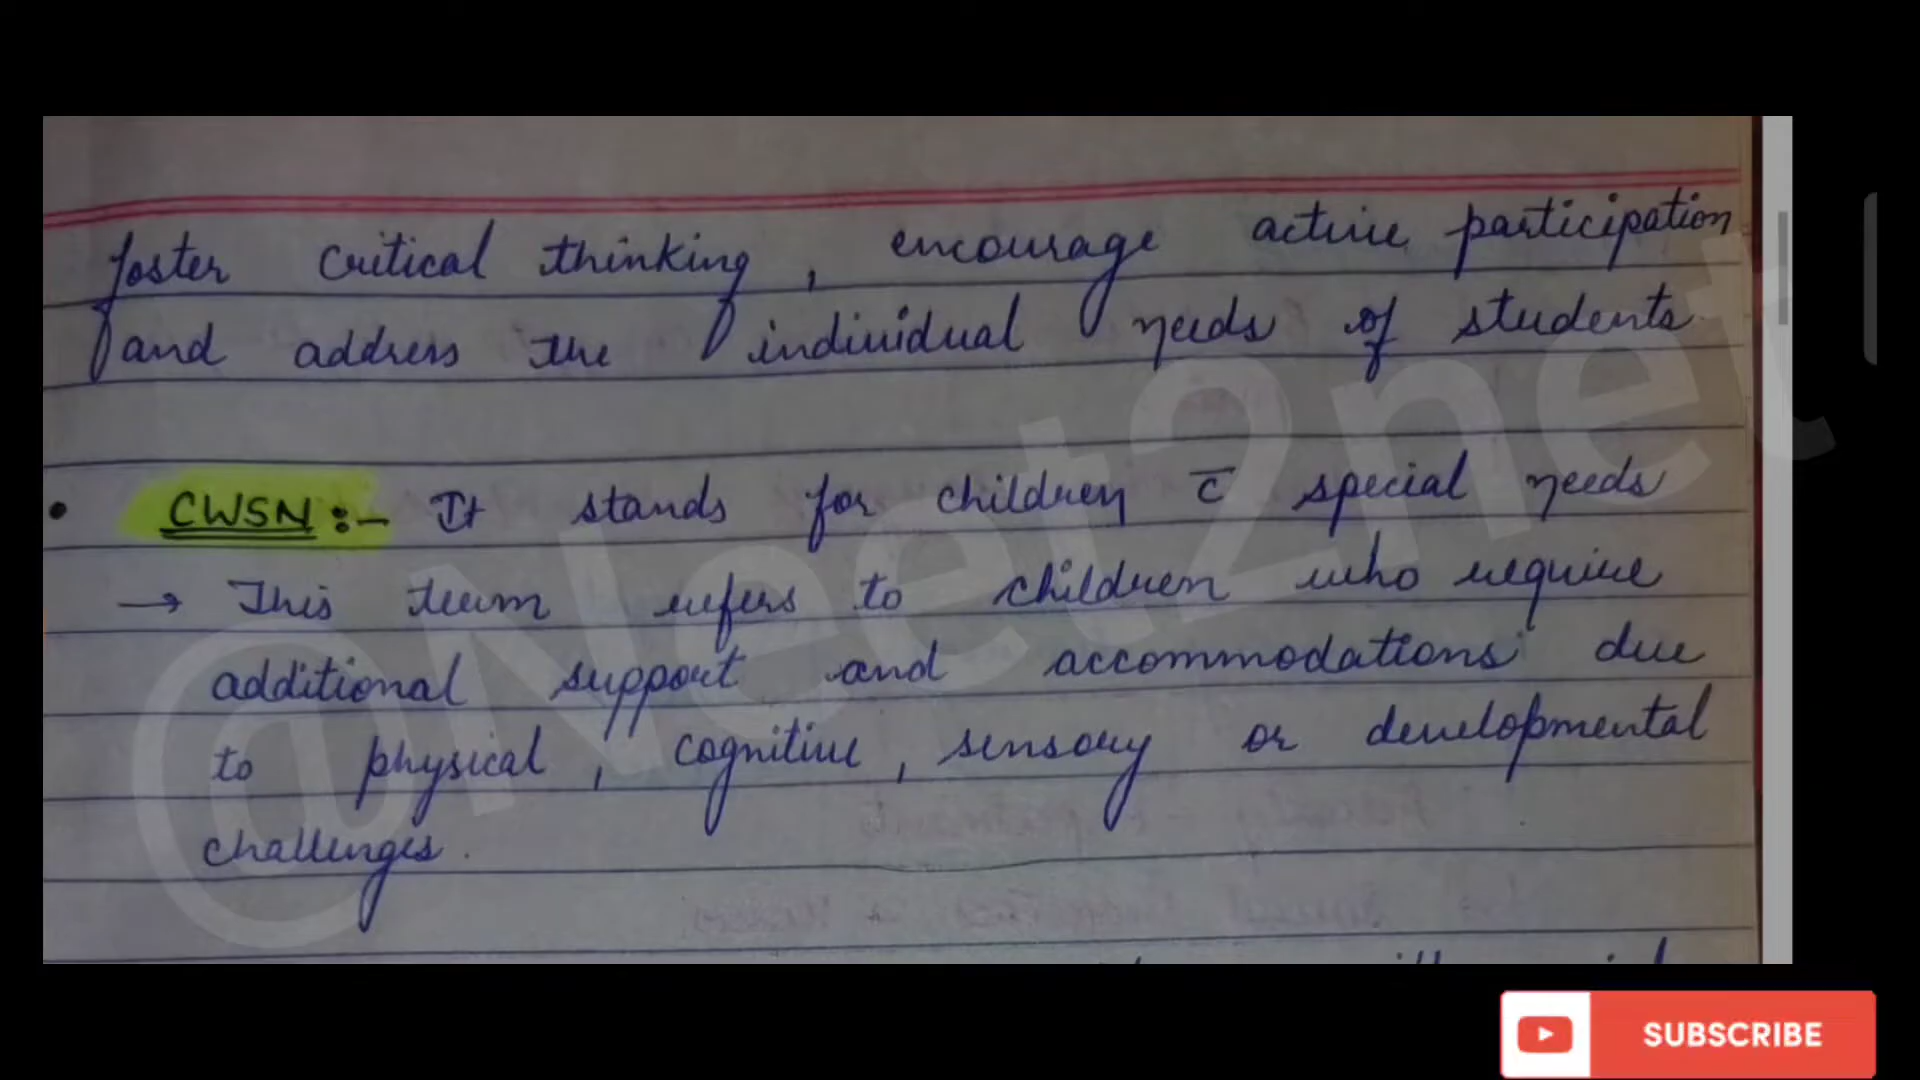 foster critical thinking, encourage active participation
and address the individual needs of students
• CWSN :- It stands for children c̄ special needs
→ This term refers to children who require
additional support and accommodations due
to physical, cognitive, sensory or developmental
challenges.
@Neet2net
SUBSCRIBE